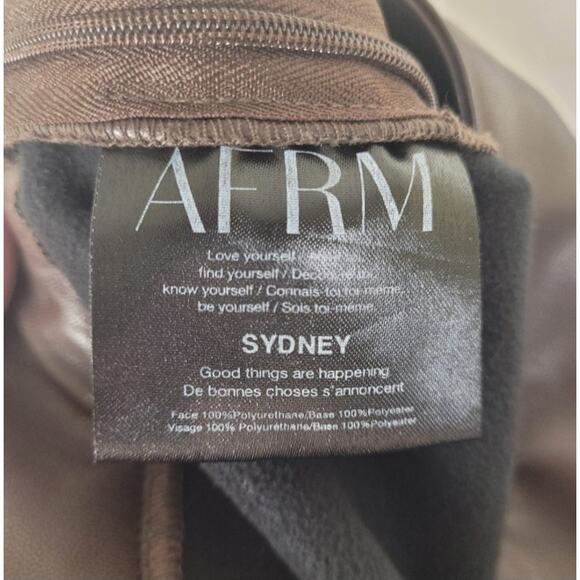 AFRM
Love yourself /
find yourself /
know yourself / Connais-toi toi-même,
be yourself / Sois toi-même.
SYDNEY
Good things are happening
De bonnes choses s'annoncent
Face 100%Polyurethane/Base 100%Polyester
Visage 100% Polyuréthane/Base 100%Polyester